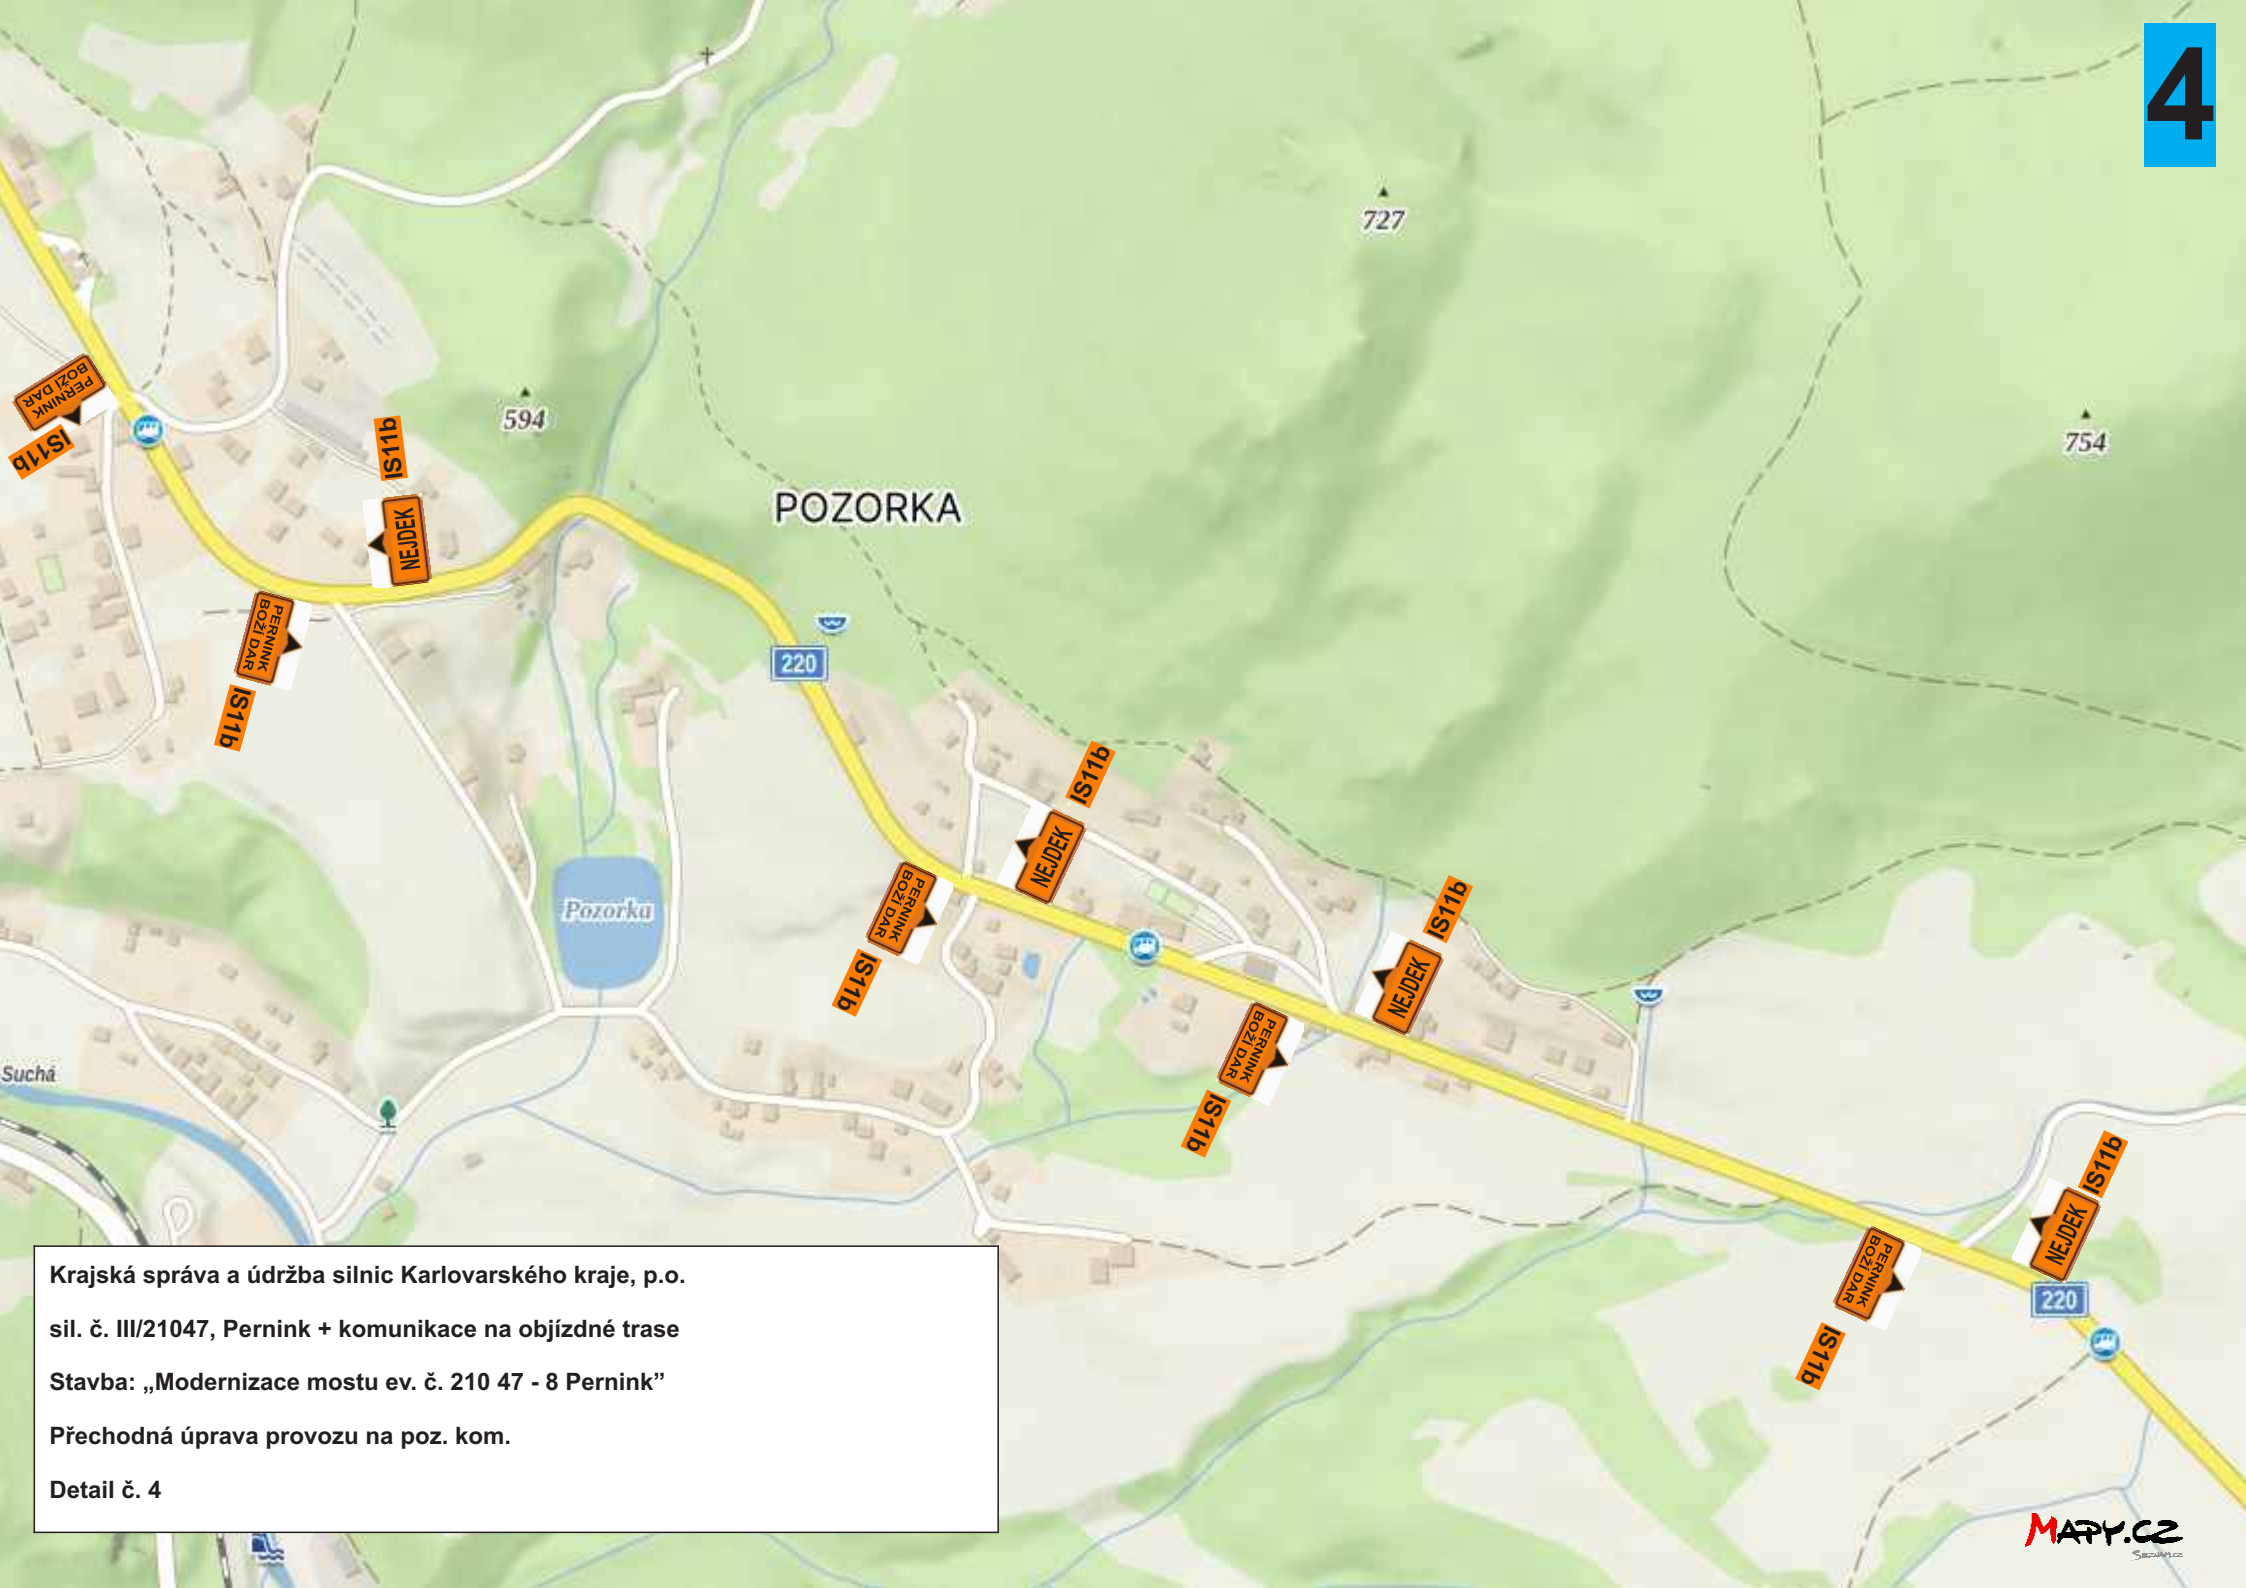 4
727
594
754
PERNINK
BOŽÍ DAR
IS11b
IS11b
NEJDEK
POZORKA
PERNINK
BOŽÍ DAR
IS11b
220
IS11b
NEJDEK
PERNINK
BOŽÍ DAR
IS11b
Pozorka
IS11b
NEJDEK
PERNINK
BOŽÍ DAR
IS11b
Suchá
IS11b
NEJDEK
PERNINK
BOŽÍ DAR
IS11b
220
Krajská správa a údržba silnic Karlovarského kraje, p.o.
sil. č. III/21047, Pernink + komunikace na objízdné trase
Stavba: „Modernizace mostu ev. č. 210 47 - 8 Pernink”
Přechodná úprava provozu na poz. kom.
Detail č. 4
MAPY.CZ
SEZNAM.CZ